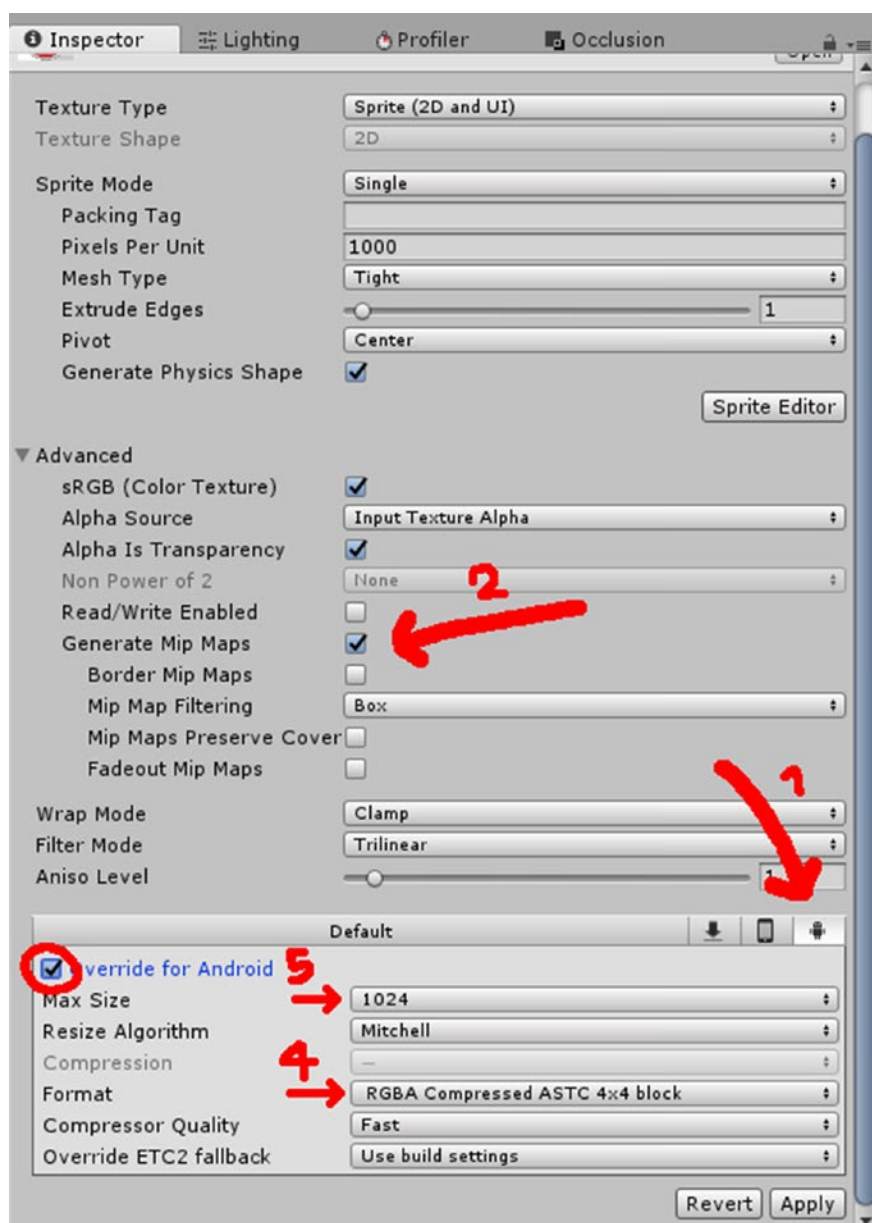 Inspector Lighting Profiler Occlusion
Open
Texture Type Sprite (2D and UI)
Texture Shape 2D
Sprite Mode Single
Packing Tag
Pixels Per Unit 1000
Mesh Type Tight
Extrude Edges 1
Pivot Center
Generate Physics Shape
Sprite Editor
Advanced
sRGB (Color Texture)
Alpha Source Input Texture Alpha
Alpha Is Transparency
Non Power of 2 None 2
Read/Write Enabled
Generate Mip Maps
Border Mip Maps
Mip Map Filtering Box
Mip Maps Preserve Cover
Fadeout Mip Maps
1
Wrap Mode Clamp
Filter Mode Trilinear
Aniso Level 1
Default
Override for Android 5
Max Size 1024
Resize Algorithm Mitchell
Compression — 4
Format RGBA Compressed ASTC 4x4 block
Compressor Quality Fast
Override ETC2 fallback Use build settings
Revert Apply